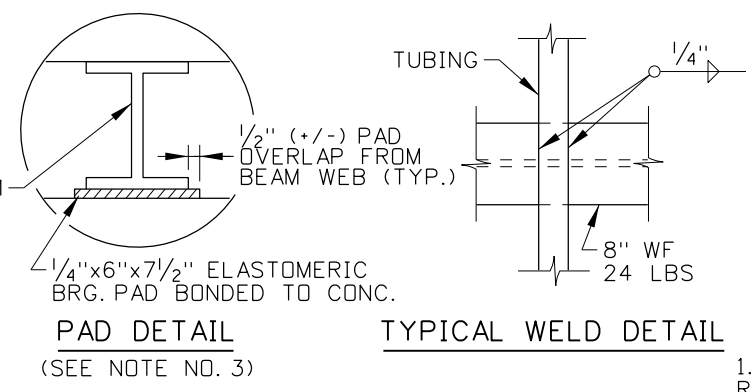 TUBING
1/4"
1/2" (+/-) PAD
OVERLAP FROM
BEAM WEB (TYP.)
1/4"x6"x7 1/2" ELASTOMERIC
BRG. PAD BONDED TO CONC.
8" WF
24 LBS
PAD DETAIL
(SEE NOTE NO. 3)
TYPICAL WELD DETAIL
1.